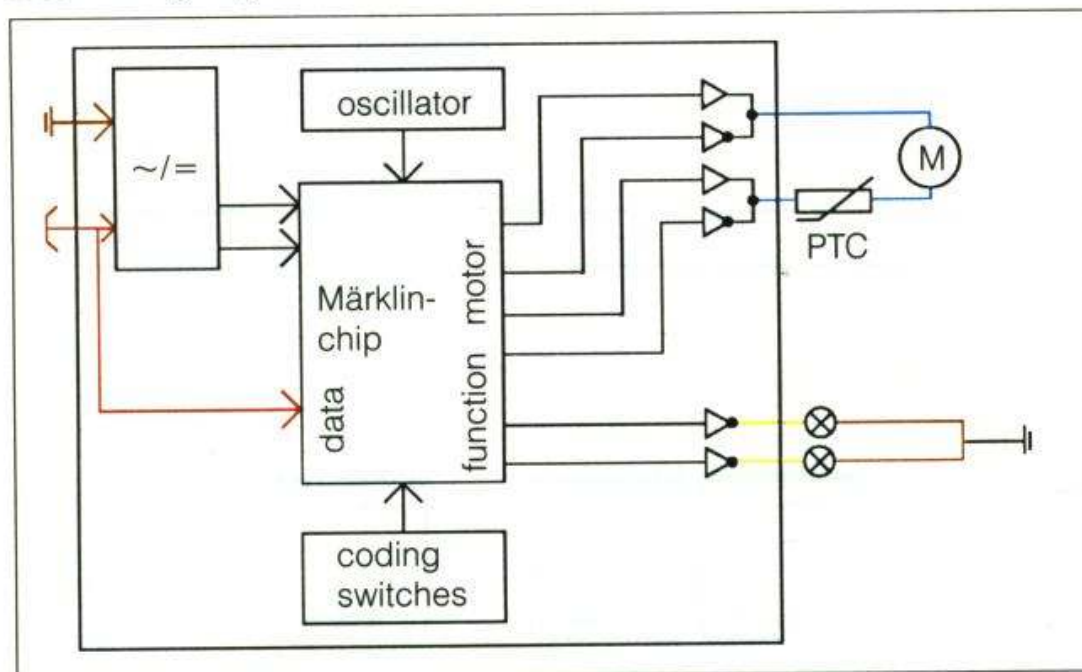 oscillator
~/=
M
PTC
Märklin-
chip
motor
data
function
coding
switches